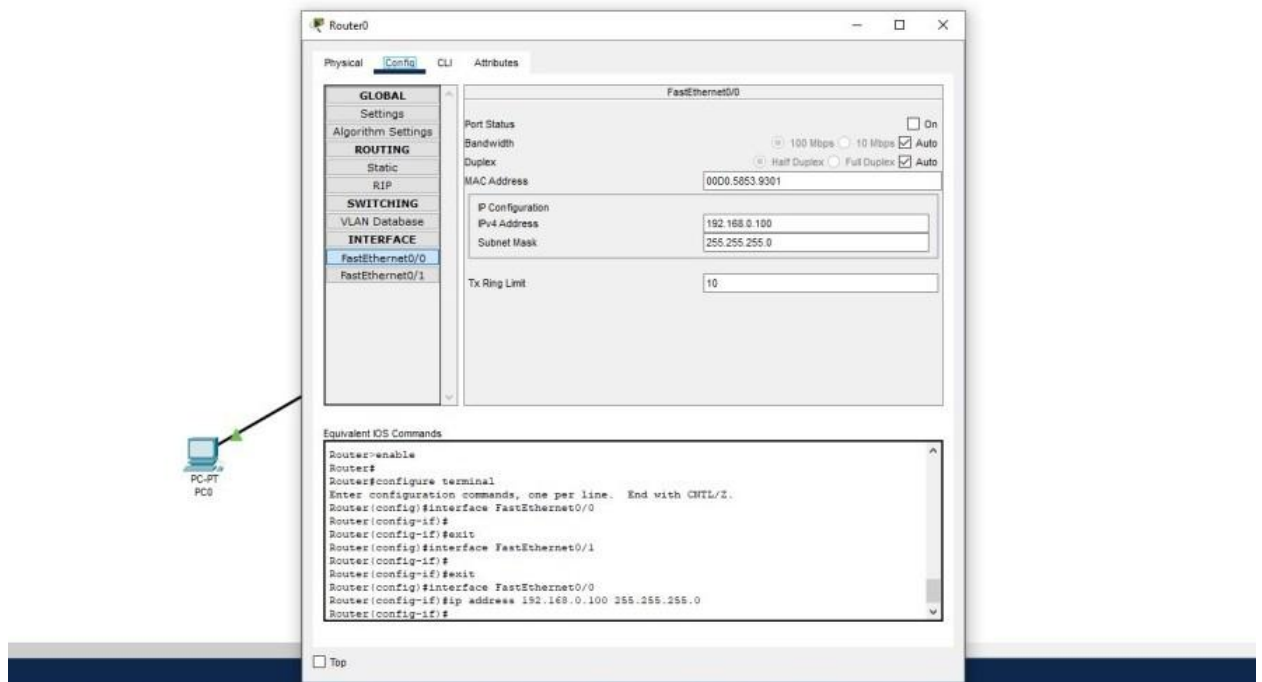 Router0
Physical Config CLI Attributes
GLOBAL
Settings
Algorithm Settings
ROUTING
Static
RIP
SWITCHING
VLAN Database
INTERFACE
FastEthernet0/0
FastEthernet0/1
FastEthernet0/0
Port Status On
Bandwidth 100 Mbps 10 Mbps Auto
Duplex Half Duplex Full Duplex Auto
MAC Address 00D0.5853.9301
IP Configuration
IPv4 Address 192.168.0.100
Subnet Mask 255.255.255.0
Tx Ring Limit 10
PC-PT
PC0
Equivalent IOS Commands
Router>enable
Router#
Router#configure terminal
Enter configuration commands, one per line. End with CNTL/Z.
Router(config)#interface FastEthernet0/0
Router(config-if)#
Router(config-if)#exit
Router(config)#interface FastEthernet0/1
Router(config-if)#
Router(config-if)#exit
Router(config)#interface FastEthernet0/0
Router(config-if)#ip address 192.168.0.100 255.255.255.0
Router(config-if)#
Top